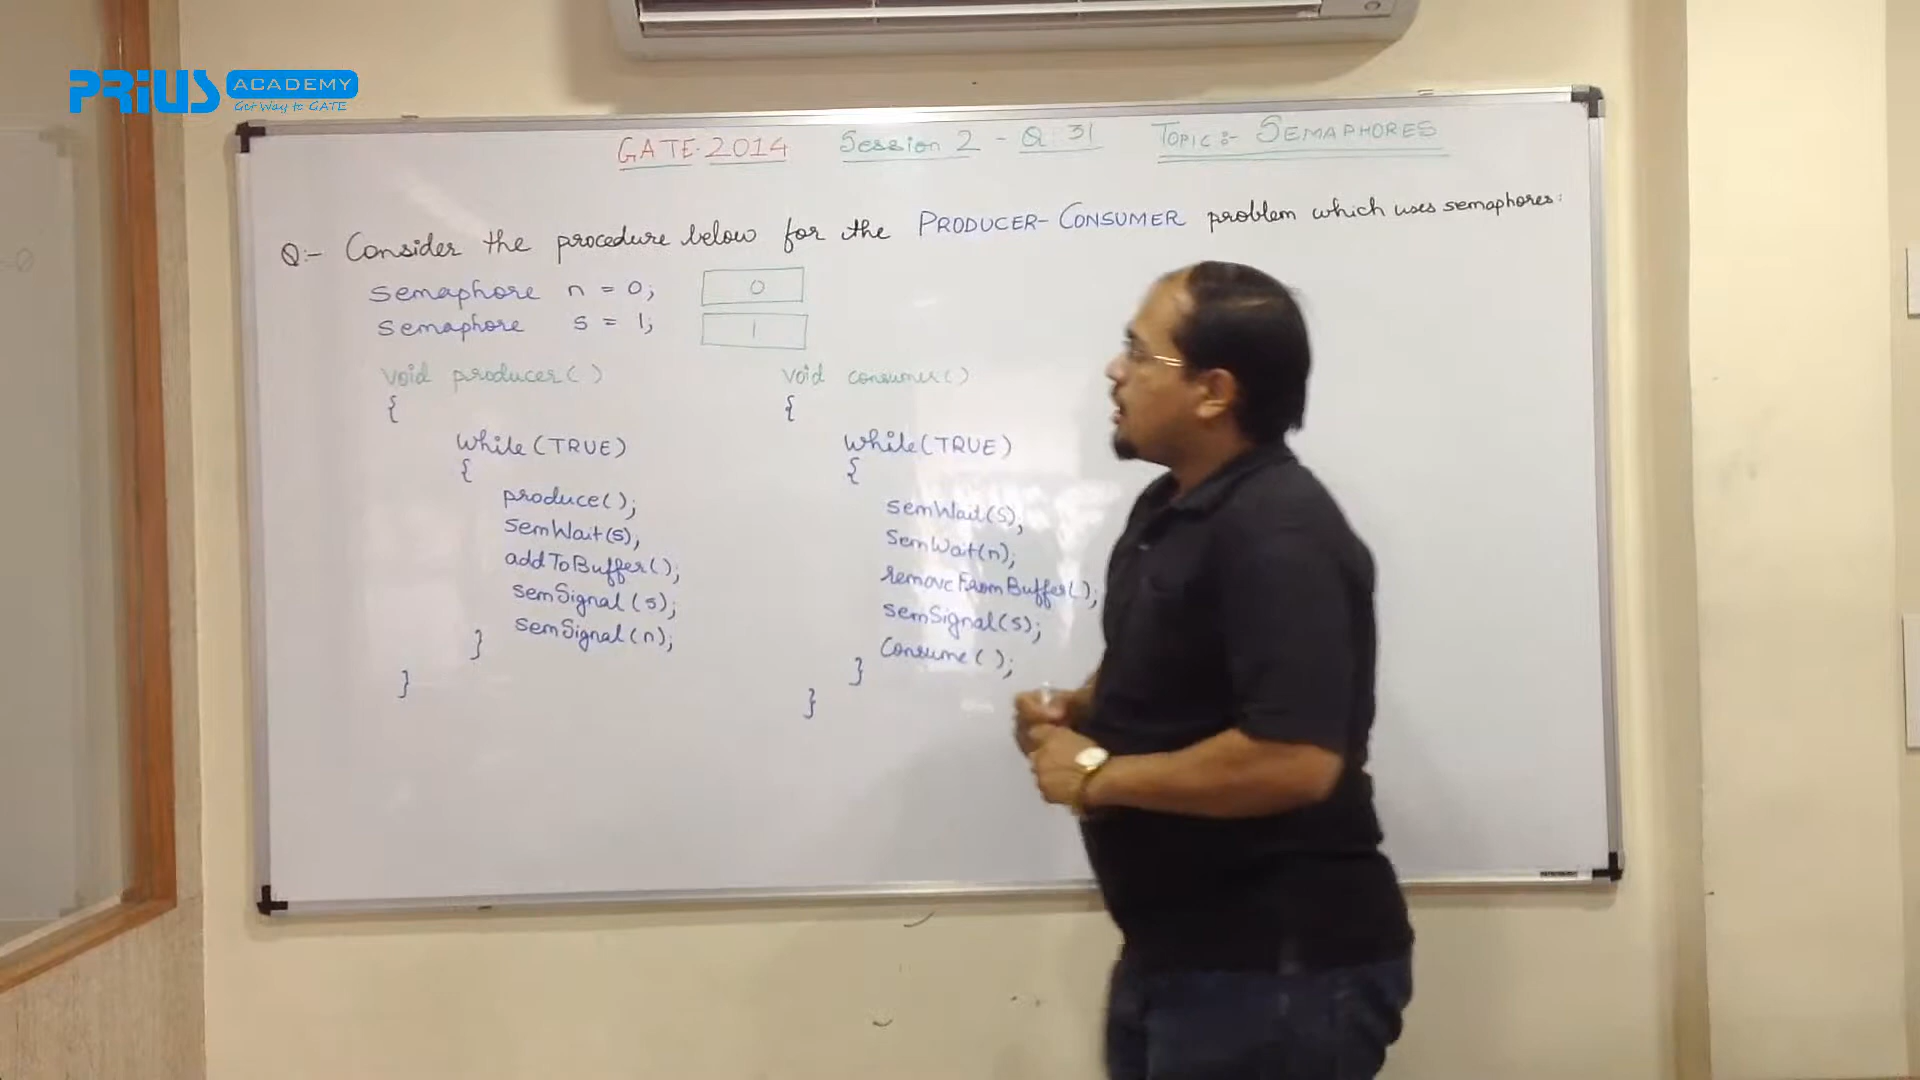 PRiUS ACADEMY
Get Way to GATE
GATE-2014 Session 2 - Q 31 TOPIC:- SEMAPHORES
Q:- Consider the procedure below for the PRODUCER-CONSUMER problem which uses semaphores:
semaphore n = 0; 0
semaphore s = 1; 1
void producer()
{
while(TRUE)
{
produce();
semWait(s);
addToBuffer();
semSignal(s);
semSignal(n);
}
}
void consumer()
{
while(TRUE)
{
semWait(s);
SemWait(n);
removeFromBuffer();
semSignal(s);
Consume();
}
}